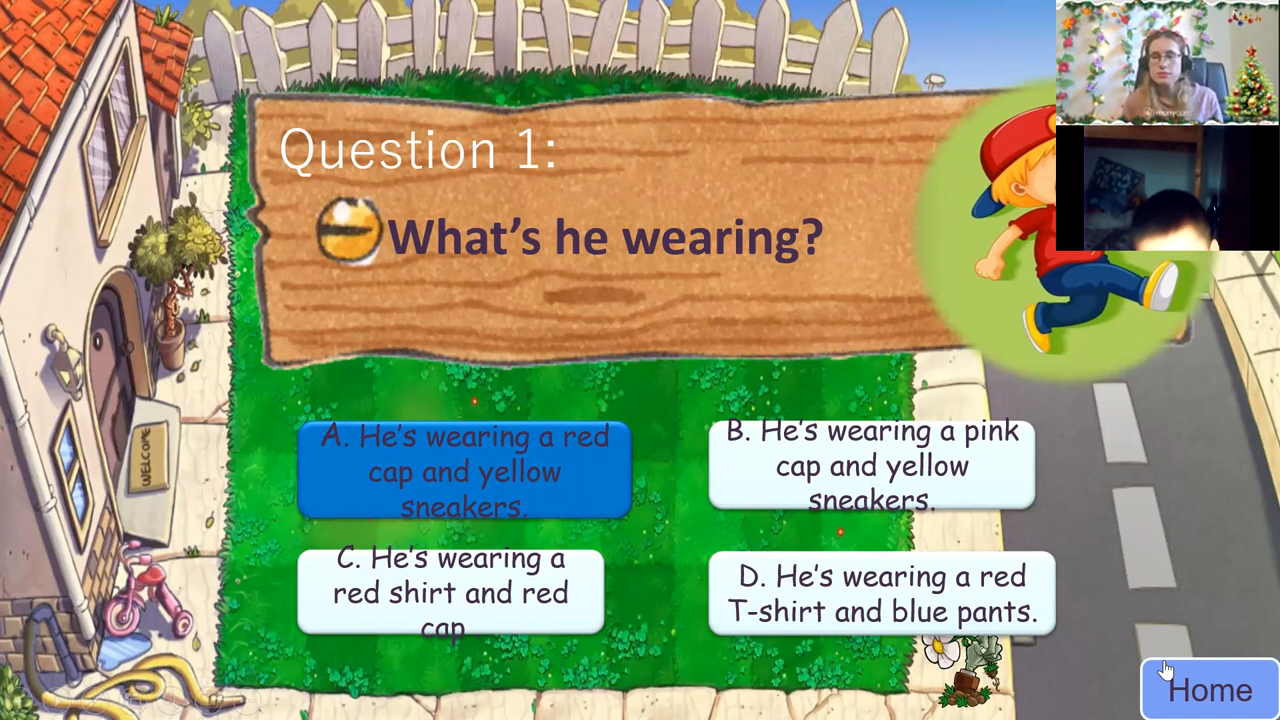 Question 1:
What's he wearing?
A. He's wearing a red
cap and yellow
sneakers.
B. He's wearing a pink
cap and yellow
sneakers.
C. He's wearing a
red shirt and red
cap.
D. He's wearing a red
T-shirt and blue pants.
WELCOME
Home